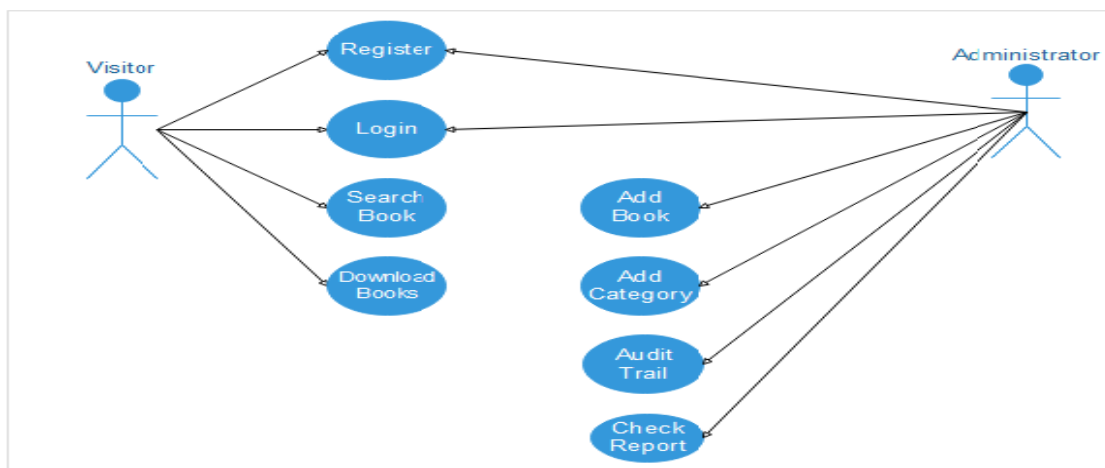 Visitor
Register
Login
Search
Book
Download
Books
Administrator
Add
Book
Add
Category
Audit
Trail
Check
Report